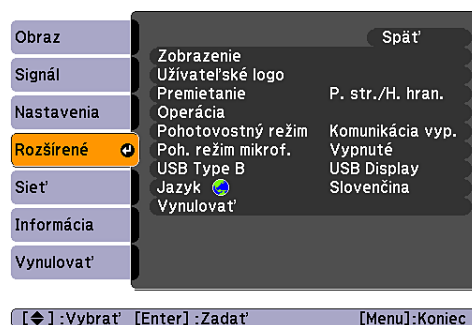 Obraz
Signál
Nastavenia
Rozšírené
Sieť
Informácia
Vynulovať
Späť
Zobrazenie
Užívateľské logo
Premietanie P. str./H. hran.
Operácia
Pohotovostný režim Komunikácia vyp.
Poh. režim mikrof. Vypnuté
USB Type B USB Display
Jazyk Slovenčina
Vynulovať
[ ] :Vybrať [Enter] :Zadať [Menu]:Koniec